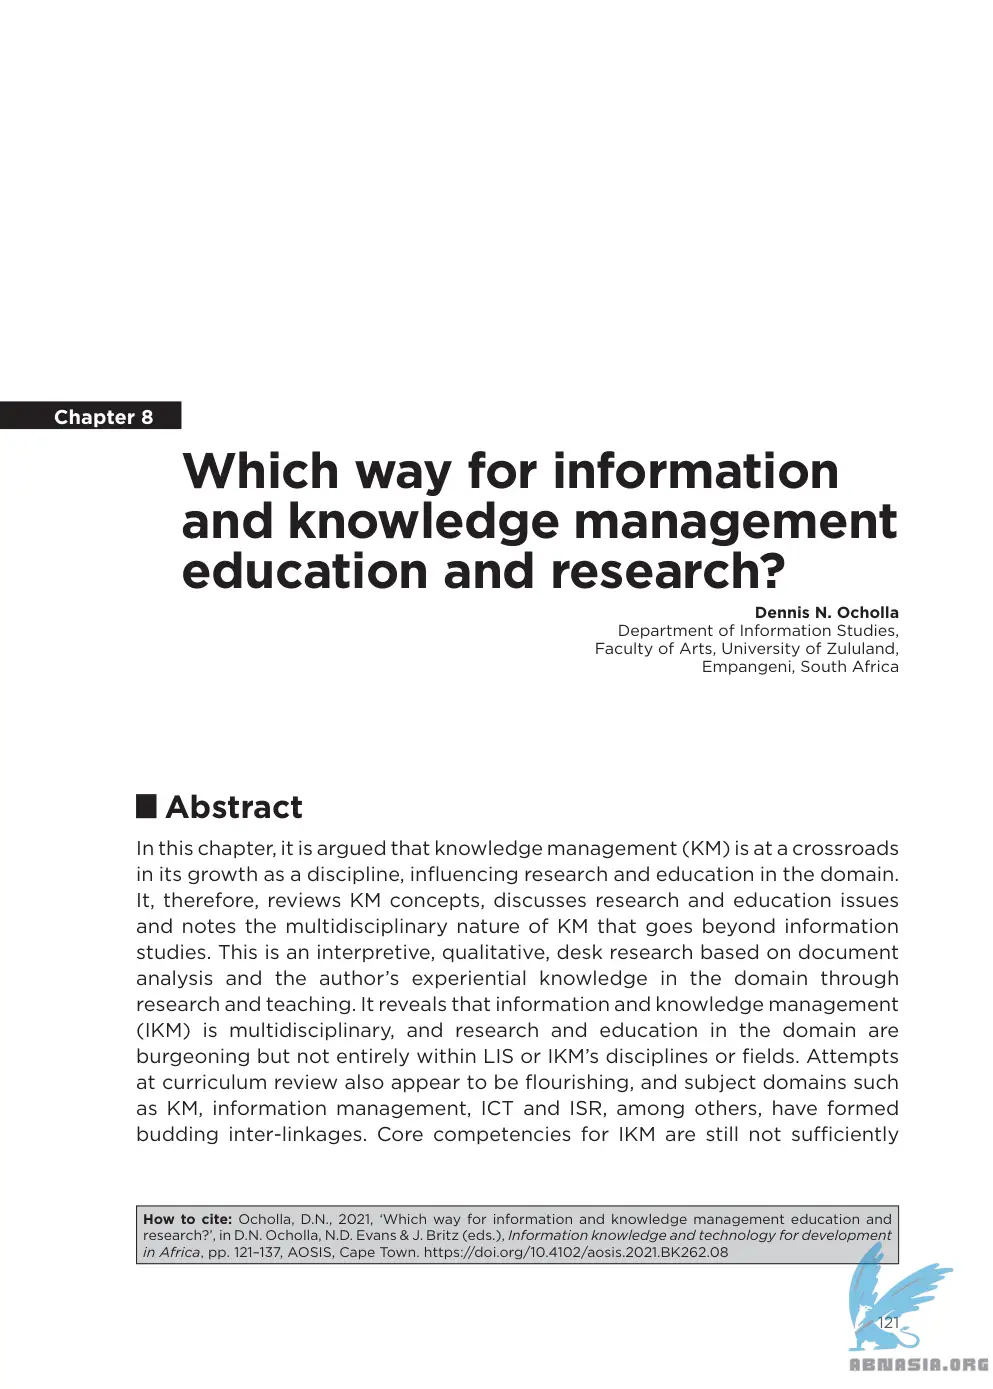 Chapter 8
Which way for information
and knowledge management
education and research?
Dennis N. Ocholla
Department of Information Studies,
Faculty of Arts, University of Zululand,
Empangeni, South Africa
Abstract
In this chapter, it is argued that knowledge management (KM) is at a crossroads
in its growth as a discipline, influencing research and education in the domain.
It, therefore, reviews KM concepts, discusses research and education issues
and notes the multidisciplinary nature of KM that goes beyond information
studies. This is an interpretive, qualitative, desk research based on document
analysis and the author's experiential knowledge in the domain through
research and teaching. It reveals that information and knowledge management
(IKM) is multidisciplinary, and research and education in the domain are
burgeoning but not entirely within LIS or IKM's disciplines or fields. Attempts
at curriculum review also appear to be flourishing, and subject domains such
as KM, information management, ICT and ISR, among others, have formed
budding inter-linkages. Core competencies for IKM are still not sufficiently
How to cite: Ocholla, D.N., 2021, 'Which way for information and knowledge management education and
research?', in D.N. Ocholla, N.D. Evans & J. Britz (eds.), Information knowledge and technology for development
in Africa, pp. 121–137, AOSIS, Cape Town. https://doi.org/10.4102/aosis.2021.BK262.08
121
ABNASIA.ORG